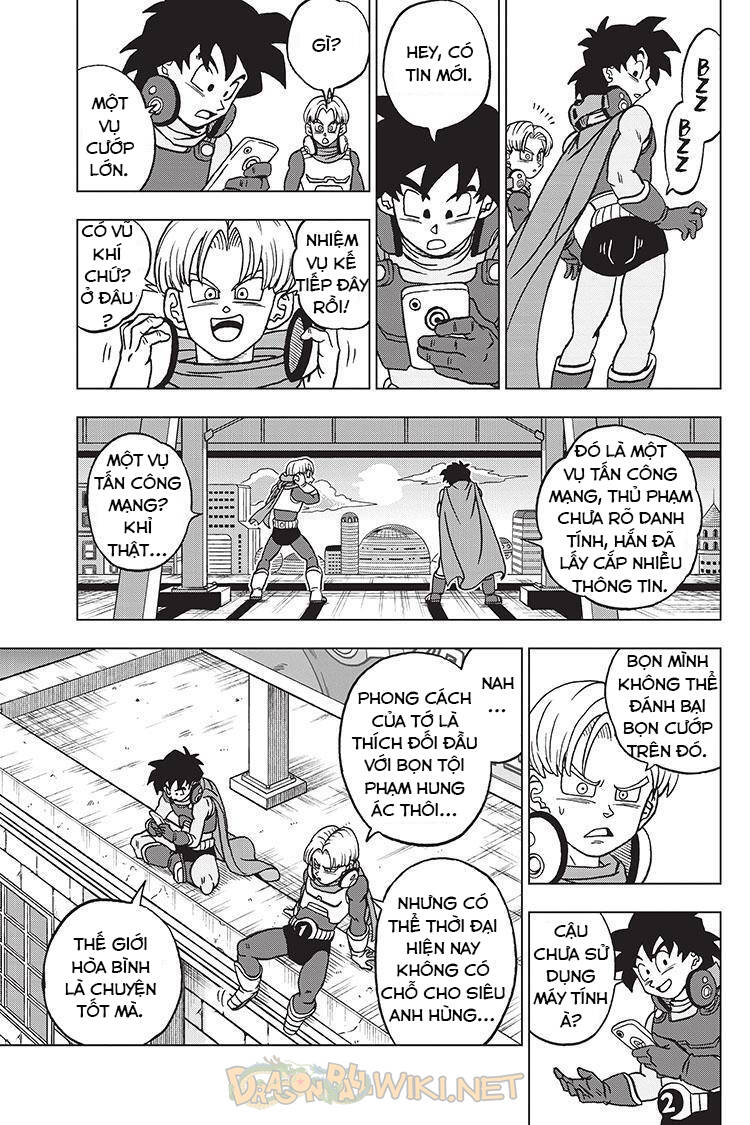 BZZ
BZZ
HEY, CÓ
TIN MỚI.
GÌ?
MỘT
VỤ
CƯỚP
LỚN.
NHIỆM
VỤ KẾ
TIẾP ĐÂY
RỒI!
CÓ VŨ
KHÍ
CHỨ?
Ở ĐÂU
?
ĐÓ LÀ MỘT
VỤ TẤN CÔNG
MẠNG, THỦ PHẠM
CHƯA RÕ DANH
TÍNH, HẮN ĐÃ
LẤY CẮP NHIỀU
THÔNG TIN.
MỘT VỤ
TẤN CÔNG
MẠNG?
KHỈ
THẬT...
BỌN MÌNH
KHÔNG THỂ
ĐÁNH BẠI
BỌN CƯỚP
TRÊN ĐÓ.
CẬU
CHƯA SỬ
DỤNG
MÁY TÍNH
À?
2
NAH
...
PHONG CÁCH
CỦA TỚ LÀ
THÍCH ĐỐI ĐẦU
VỚI BỌN TỘI
PHẠM HUNG
ÁC THÔI...
NHƯNG CÓ
THỂ THỜI ĐẠI
HIỆN NAY
KHÔNG CÓ
CHỖ CHO SIÊU
ANH HÙNG...
1
THẾ GIỚI
HÒA BÌNH
LÀ CHUYỆN
TỐT MÀ.
DRAGON BALL WIKI.NET